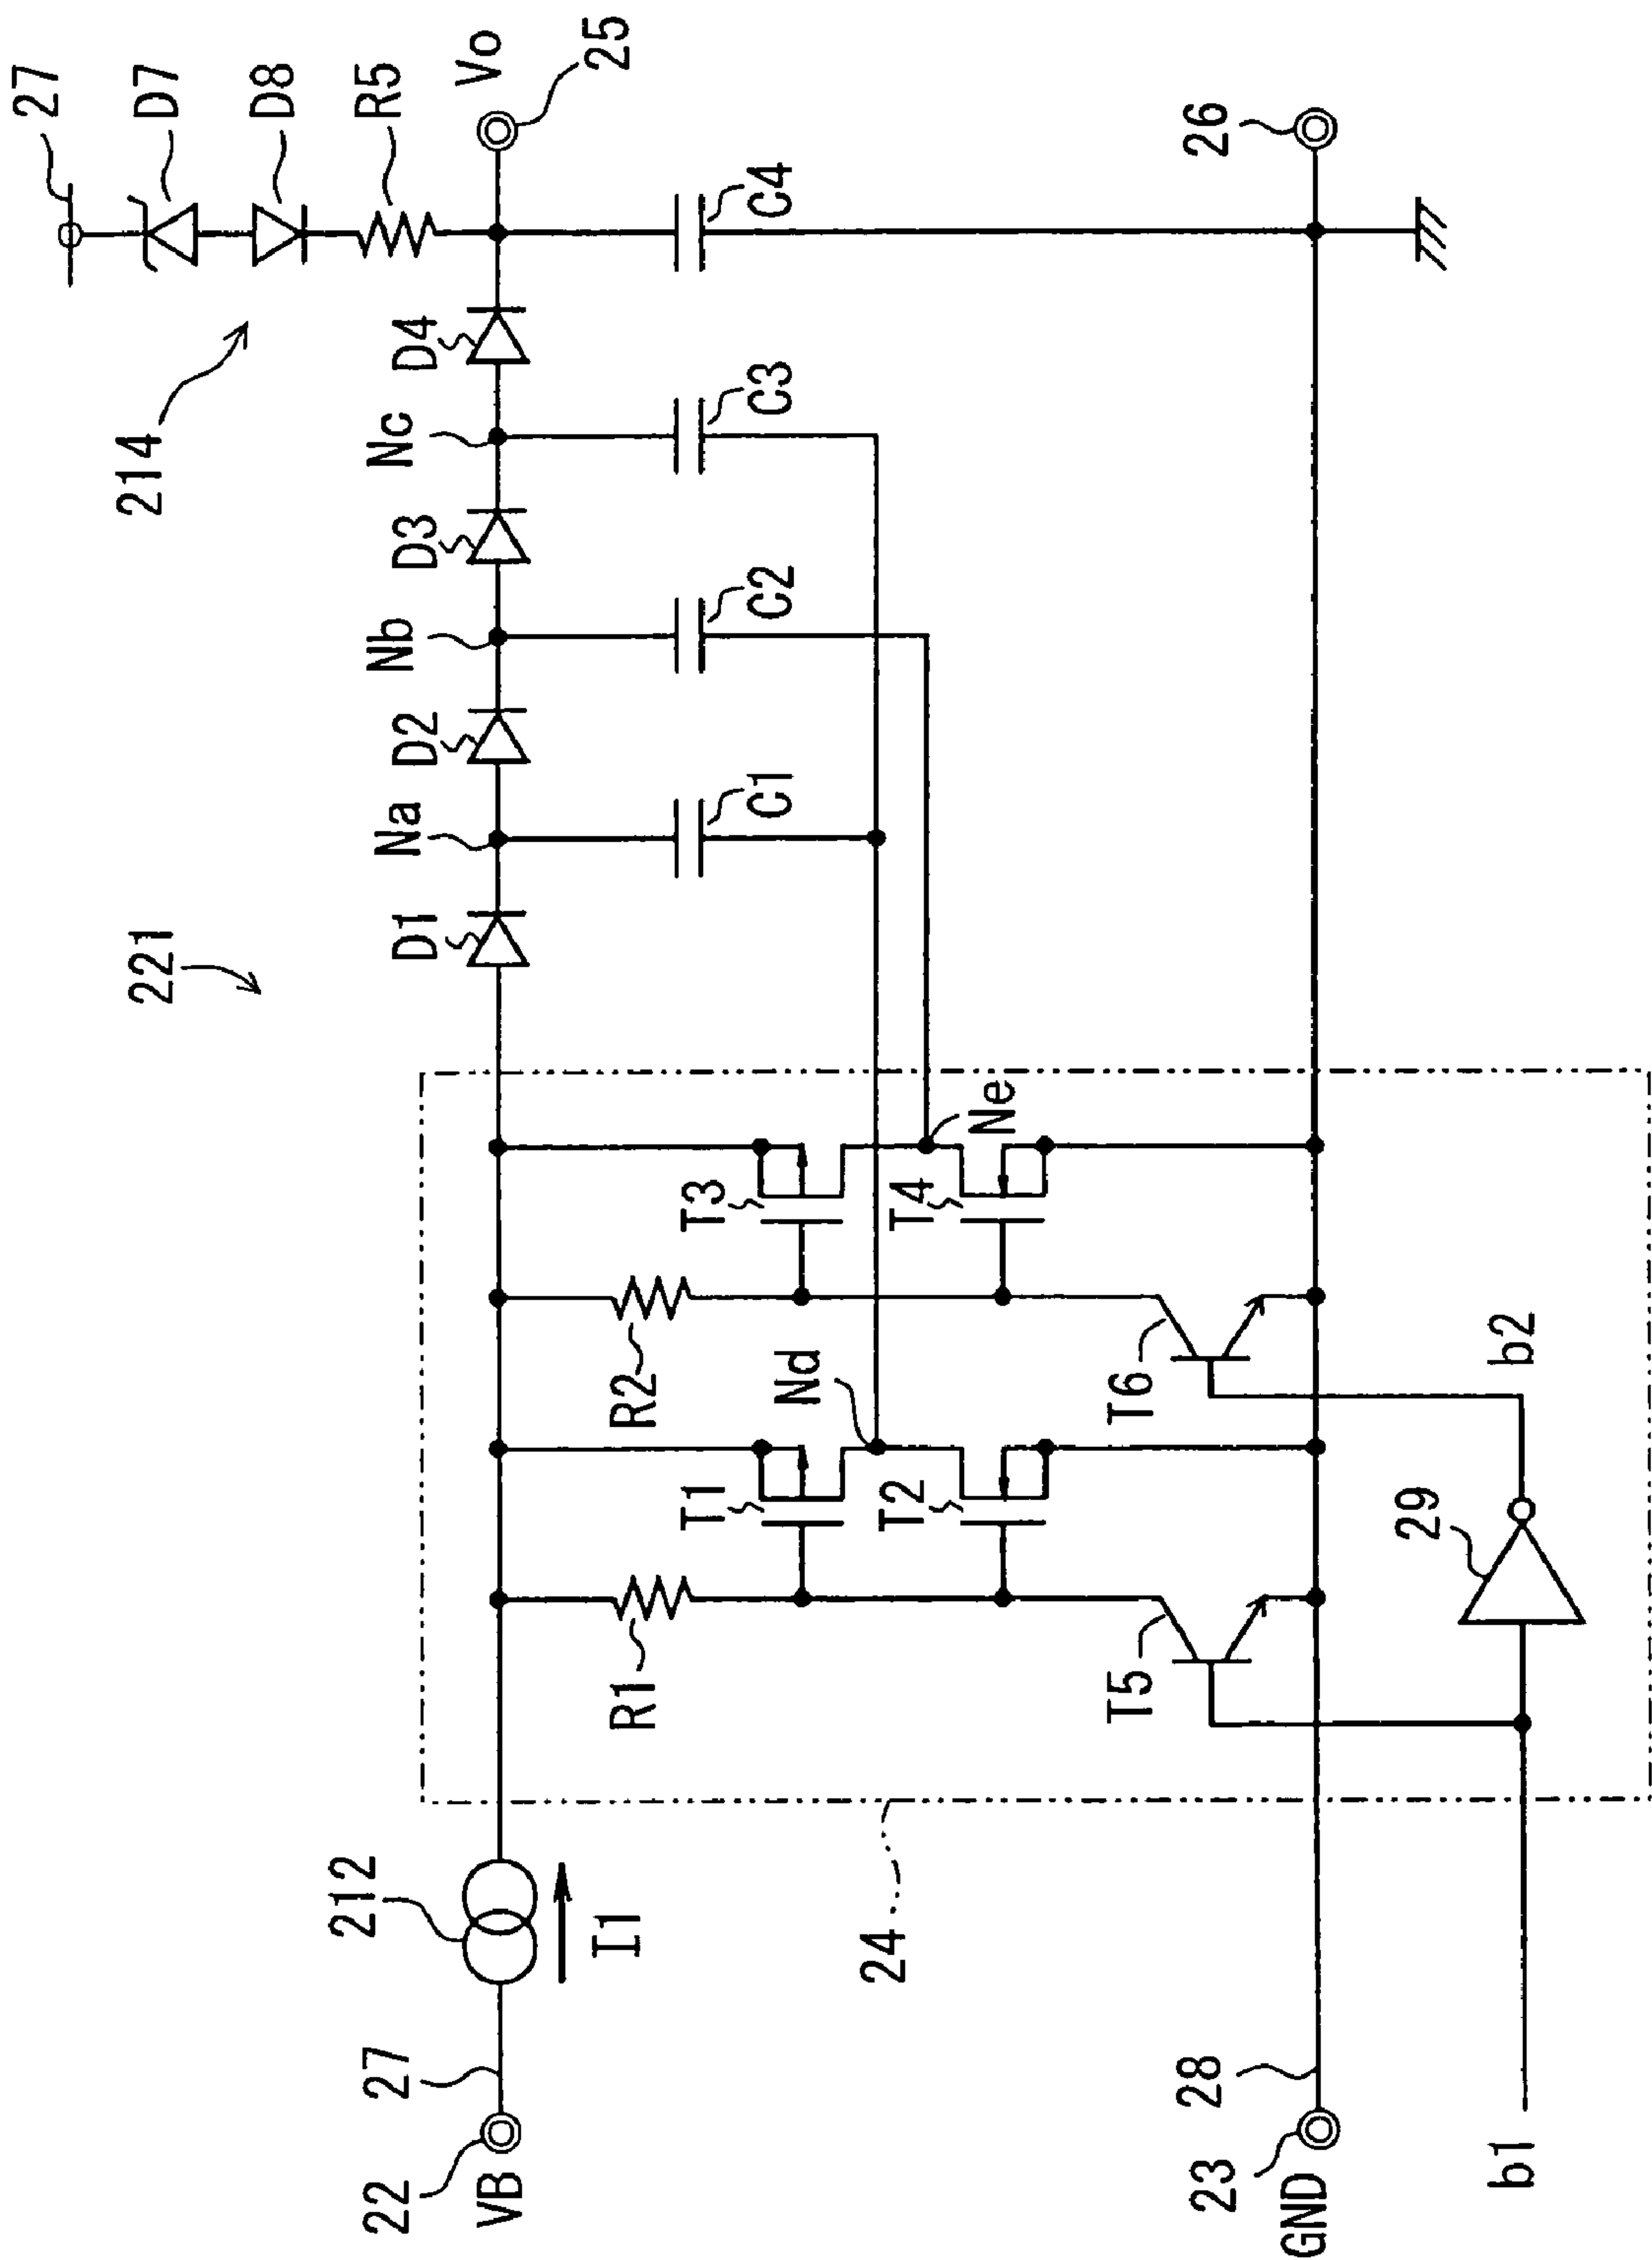 27
D7
D8
R5
214
Vo
25
221
D1
Na
D2
Nb
D3
Nc
D4
C1
C2
C3
C4
26
212
I1
27
22
VB
R1
T1
Nd
R2
T3
T2
T4
Ne
T5
T6
24
28
23
GND
29
b1
b2